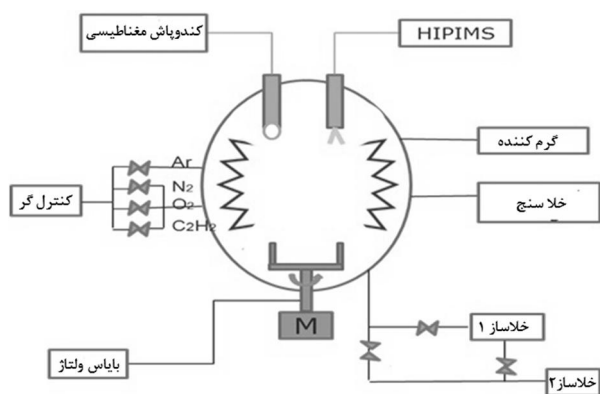 کندوپاش مغناطیسی
HIPIMS
گرم کننده
خلا سنج
Ar
N₂
O₂
C2H₂
کنترل گر
M
بایاس ولتاژ
خلاساز ۱
خلاساز۲